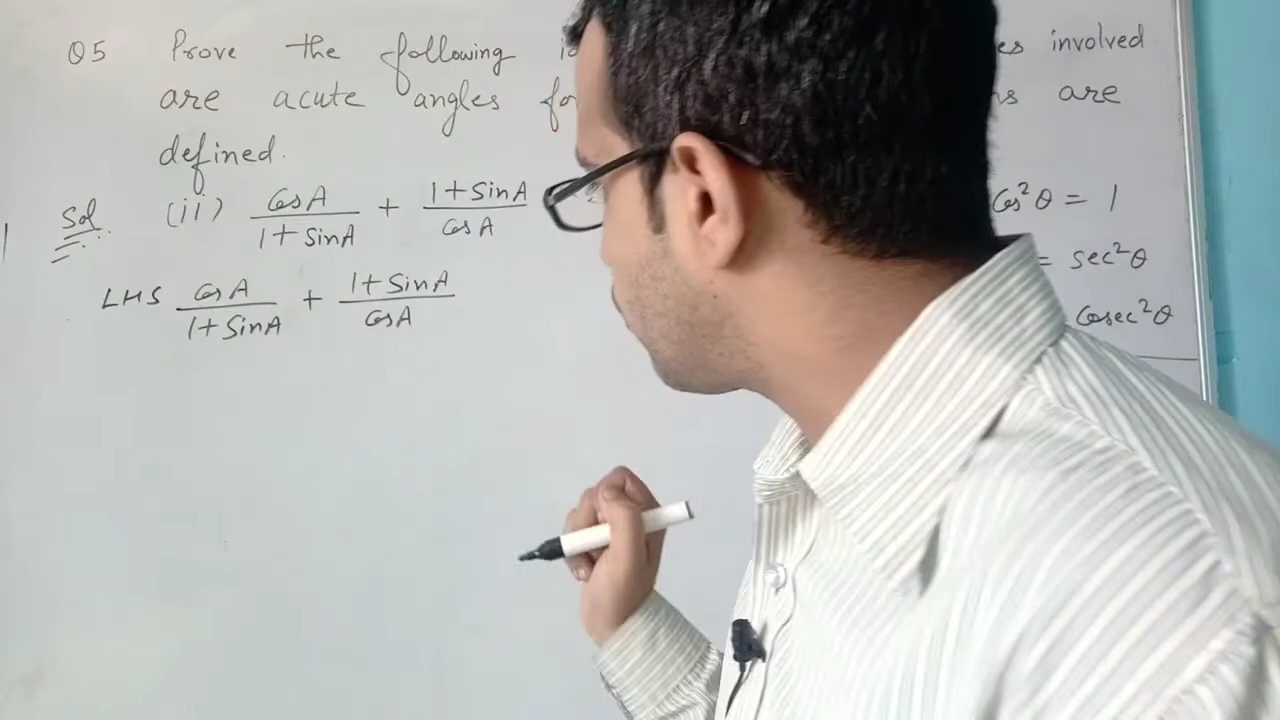 Q5 Prove the following es involved
are acute angles fo ns are
defined.
Sol (ii) cosA/1+sinA + 1+sinA/cosA cos²θ = 1
= sec²θ
LHS cosA/1+sinA + 1+sinA/cosA cosec²θ